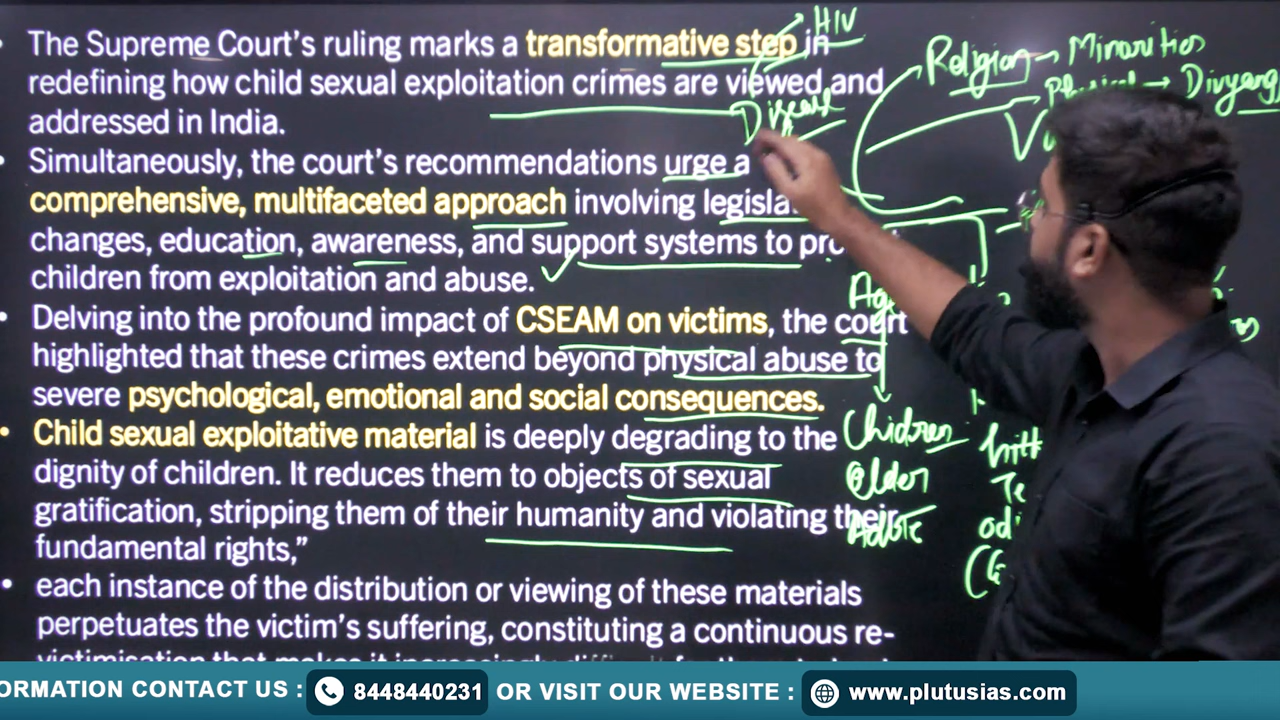 The Supreme Court's ruling marks a transformative step in
redefining how child sexual exploitation crimes are viewed and
addressed in India.
Simultaneously, the court's recommendations urge a
comprehensive, multifaceted approach involving
changes, education, awareness, and support systems to
children from exploitation and abuse.
Delving into the profound impact of CSEAM on victims, the court
highlighted that these crimes extend beyond physical abuse to
severe psychological, emotional and social consequences.
Child sexual exploitative material is deeply degrading to the
dignity of children. It reduces them to objects of sexual
gratification, stripping them of their humanity and violating their
fundamental rights,"
each instance of the distribution or viewing of these materials
perpetuates the victim's suffering, constituting a continuous re-
HIV
Disease
Religion → Minorities
→ Divyang
Children
Older
ORMATION CONTACT US : 8448440231 OR VISIT OUR WEBSITE : www.plutusias.com